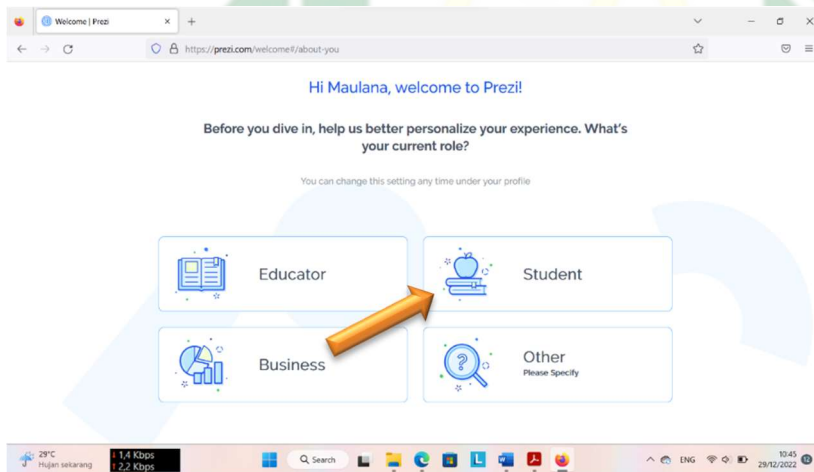 Welcome | Prezi
https://prezi.com/welcome#/about-you
Hi Maulana, welcome to Prezi!
Before you dive in, help us better personalize your experience. What's
your current role?
You can change this setting any time under your profile
Educator
Student
Business
Other
Please Specify
29°C
Hujan sekarang
1,4 Kbps
2,2 Kbps
Search
ENG
10:45
29/12/2022
12